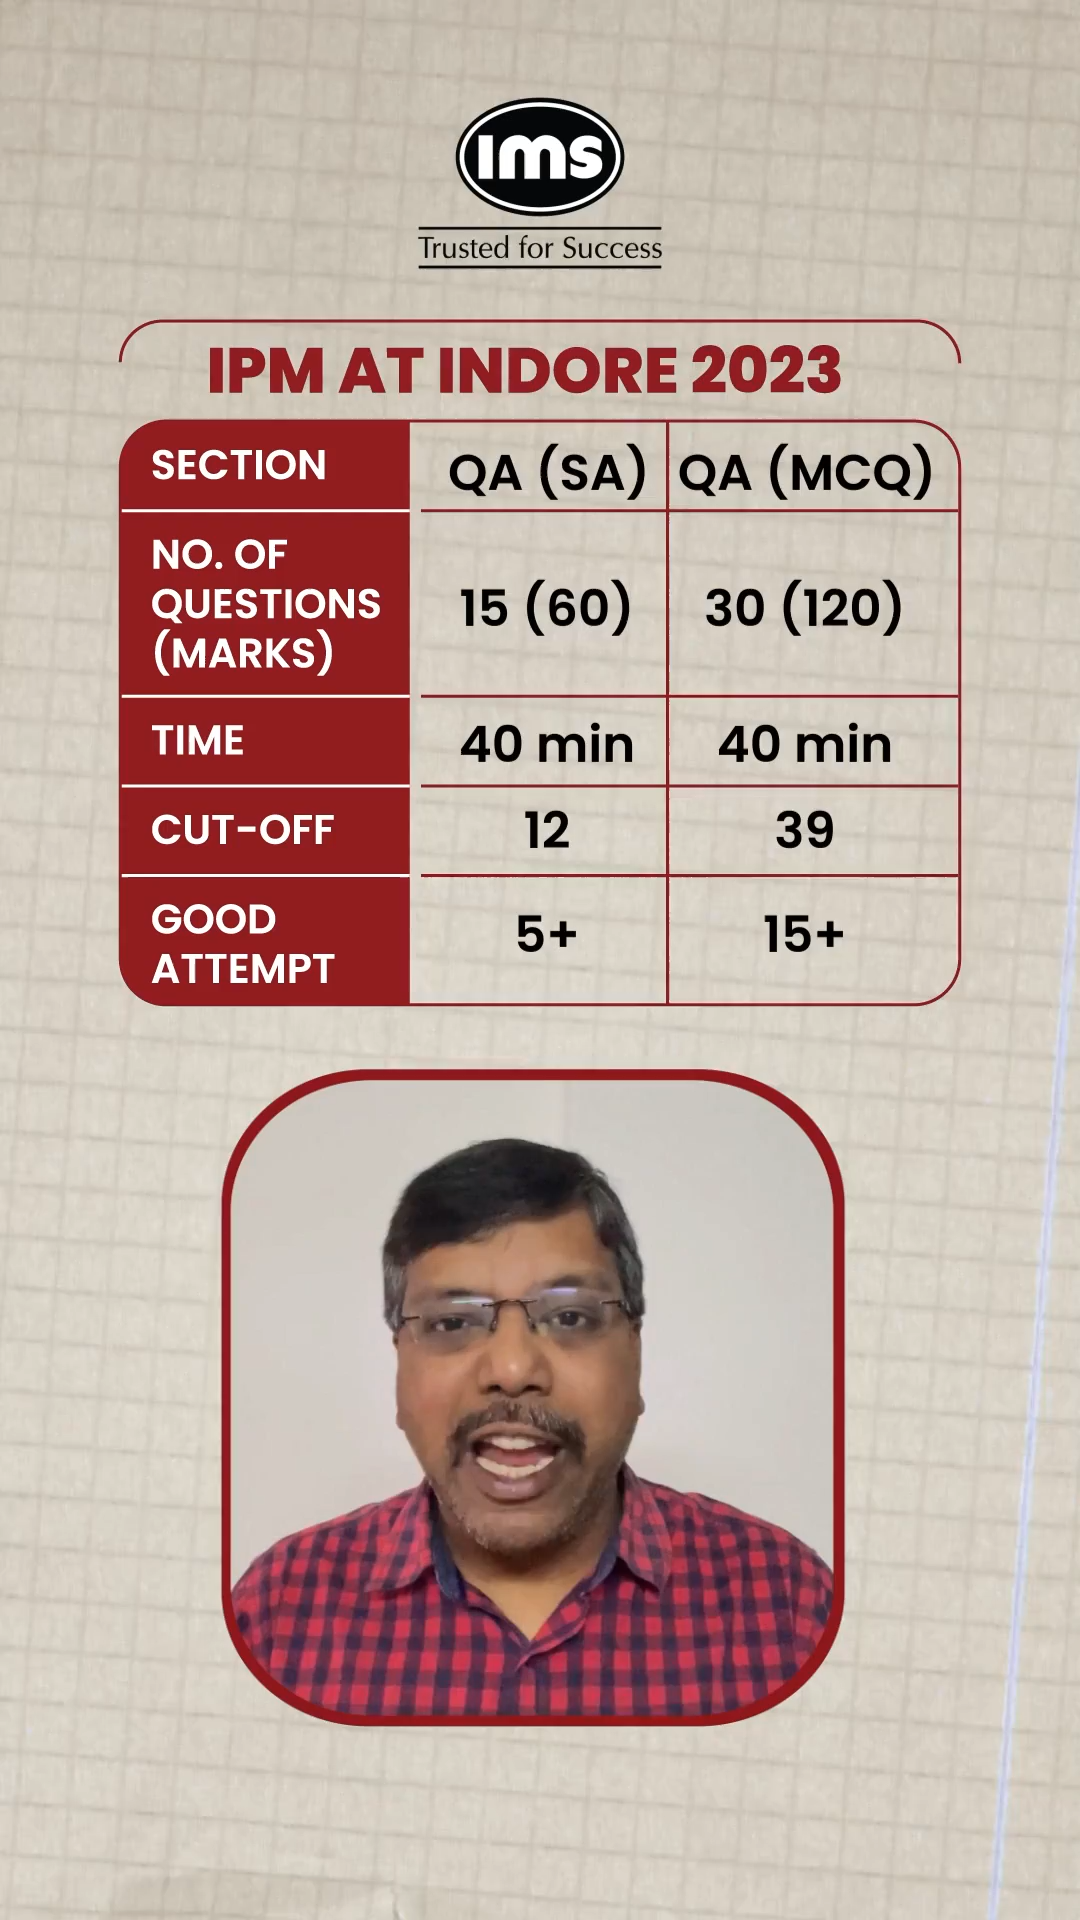 ims
Trusted for Success
IPM AT INDORE 2023
SECTION QA (SA) QA (MCQ)
NO. OF
QUESTIONS
(MARKS) 15 (60) 30 (120)
TIME 40 min 40 min
CUT-OFF 12 39
GOOD
ATTEMPT 5+ 15+